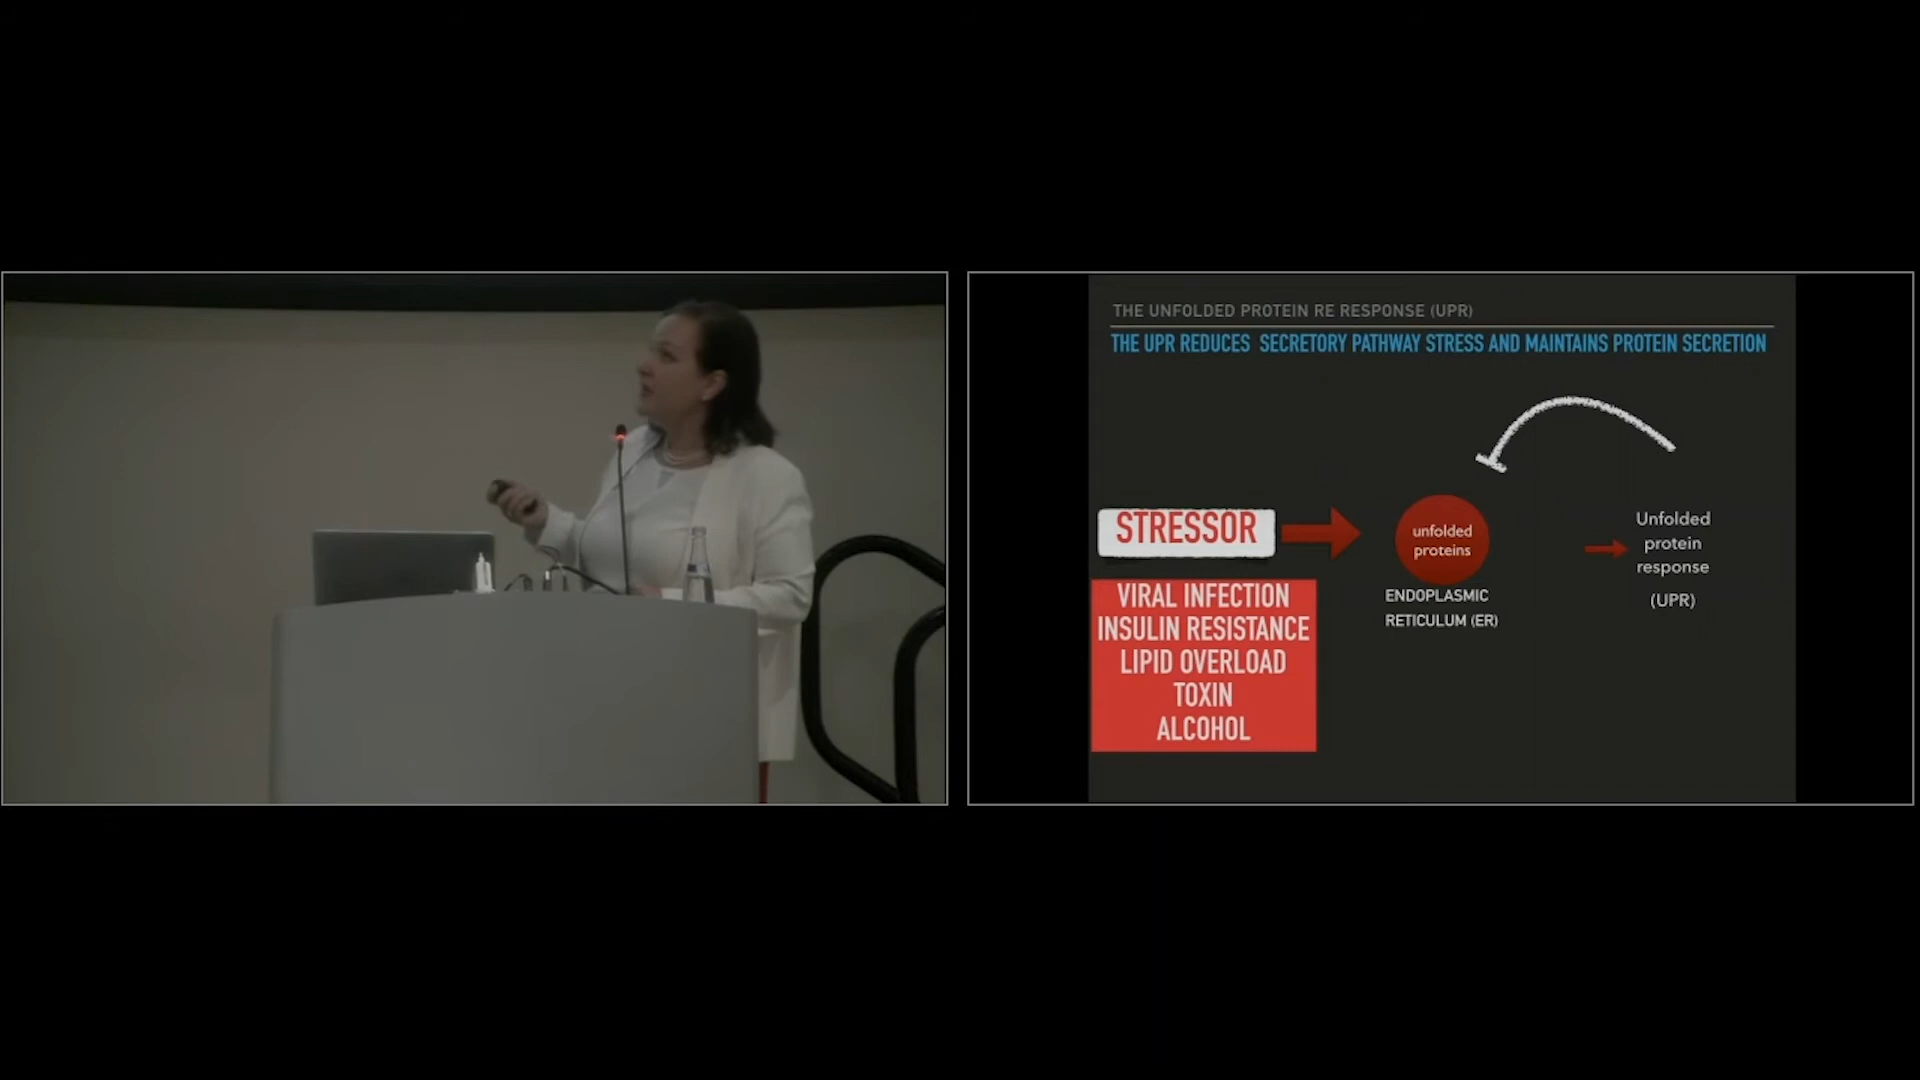 THE UNFOLDED PROTEIN RE RESPONSE (UPR)
THE UPR REDUCES SECRETORY PATHWAY STRESS AND MAINTAINS PROTEIN SECRETION
STRESSOR
VIRAL INFECTION
INSULIN RESISTANCE
LIPID OVERLOAD
TOXIN
ALCOHOL
unfolded
proteins
ENDOPLASMIC
RETICULUM (ER)
Unfolded
protein
response
(UPR)